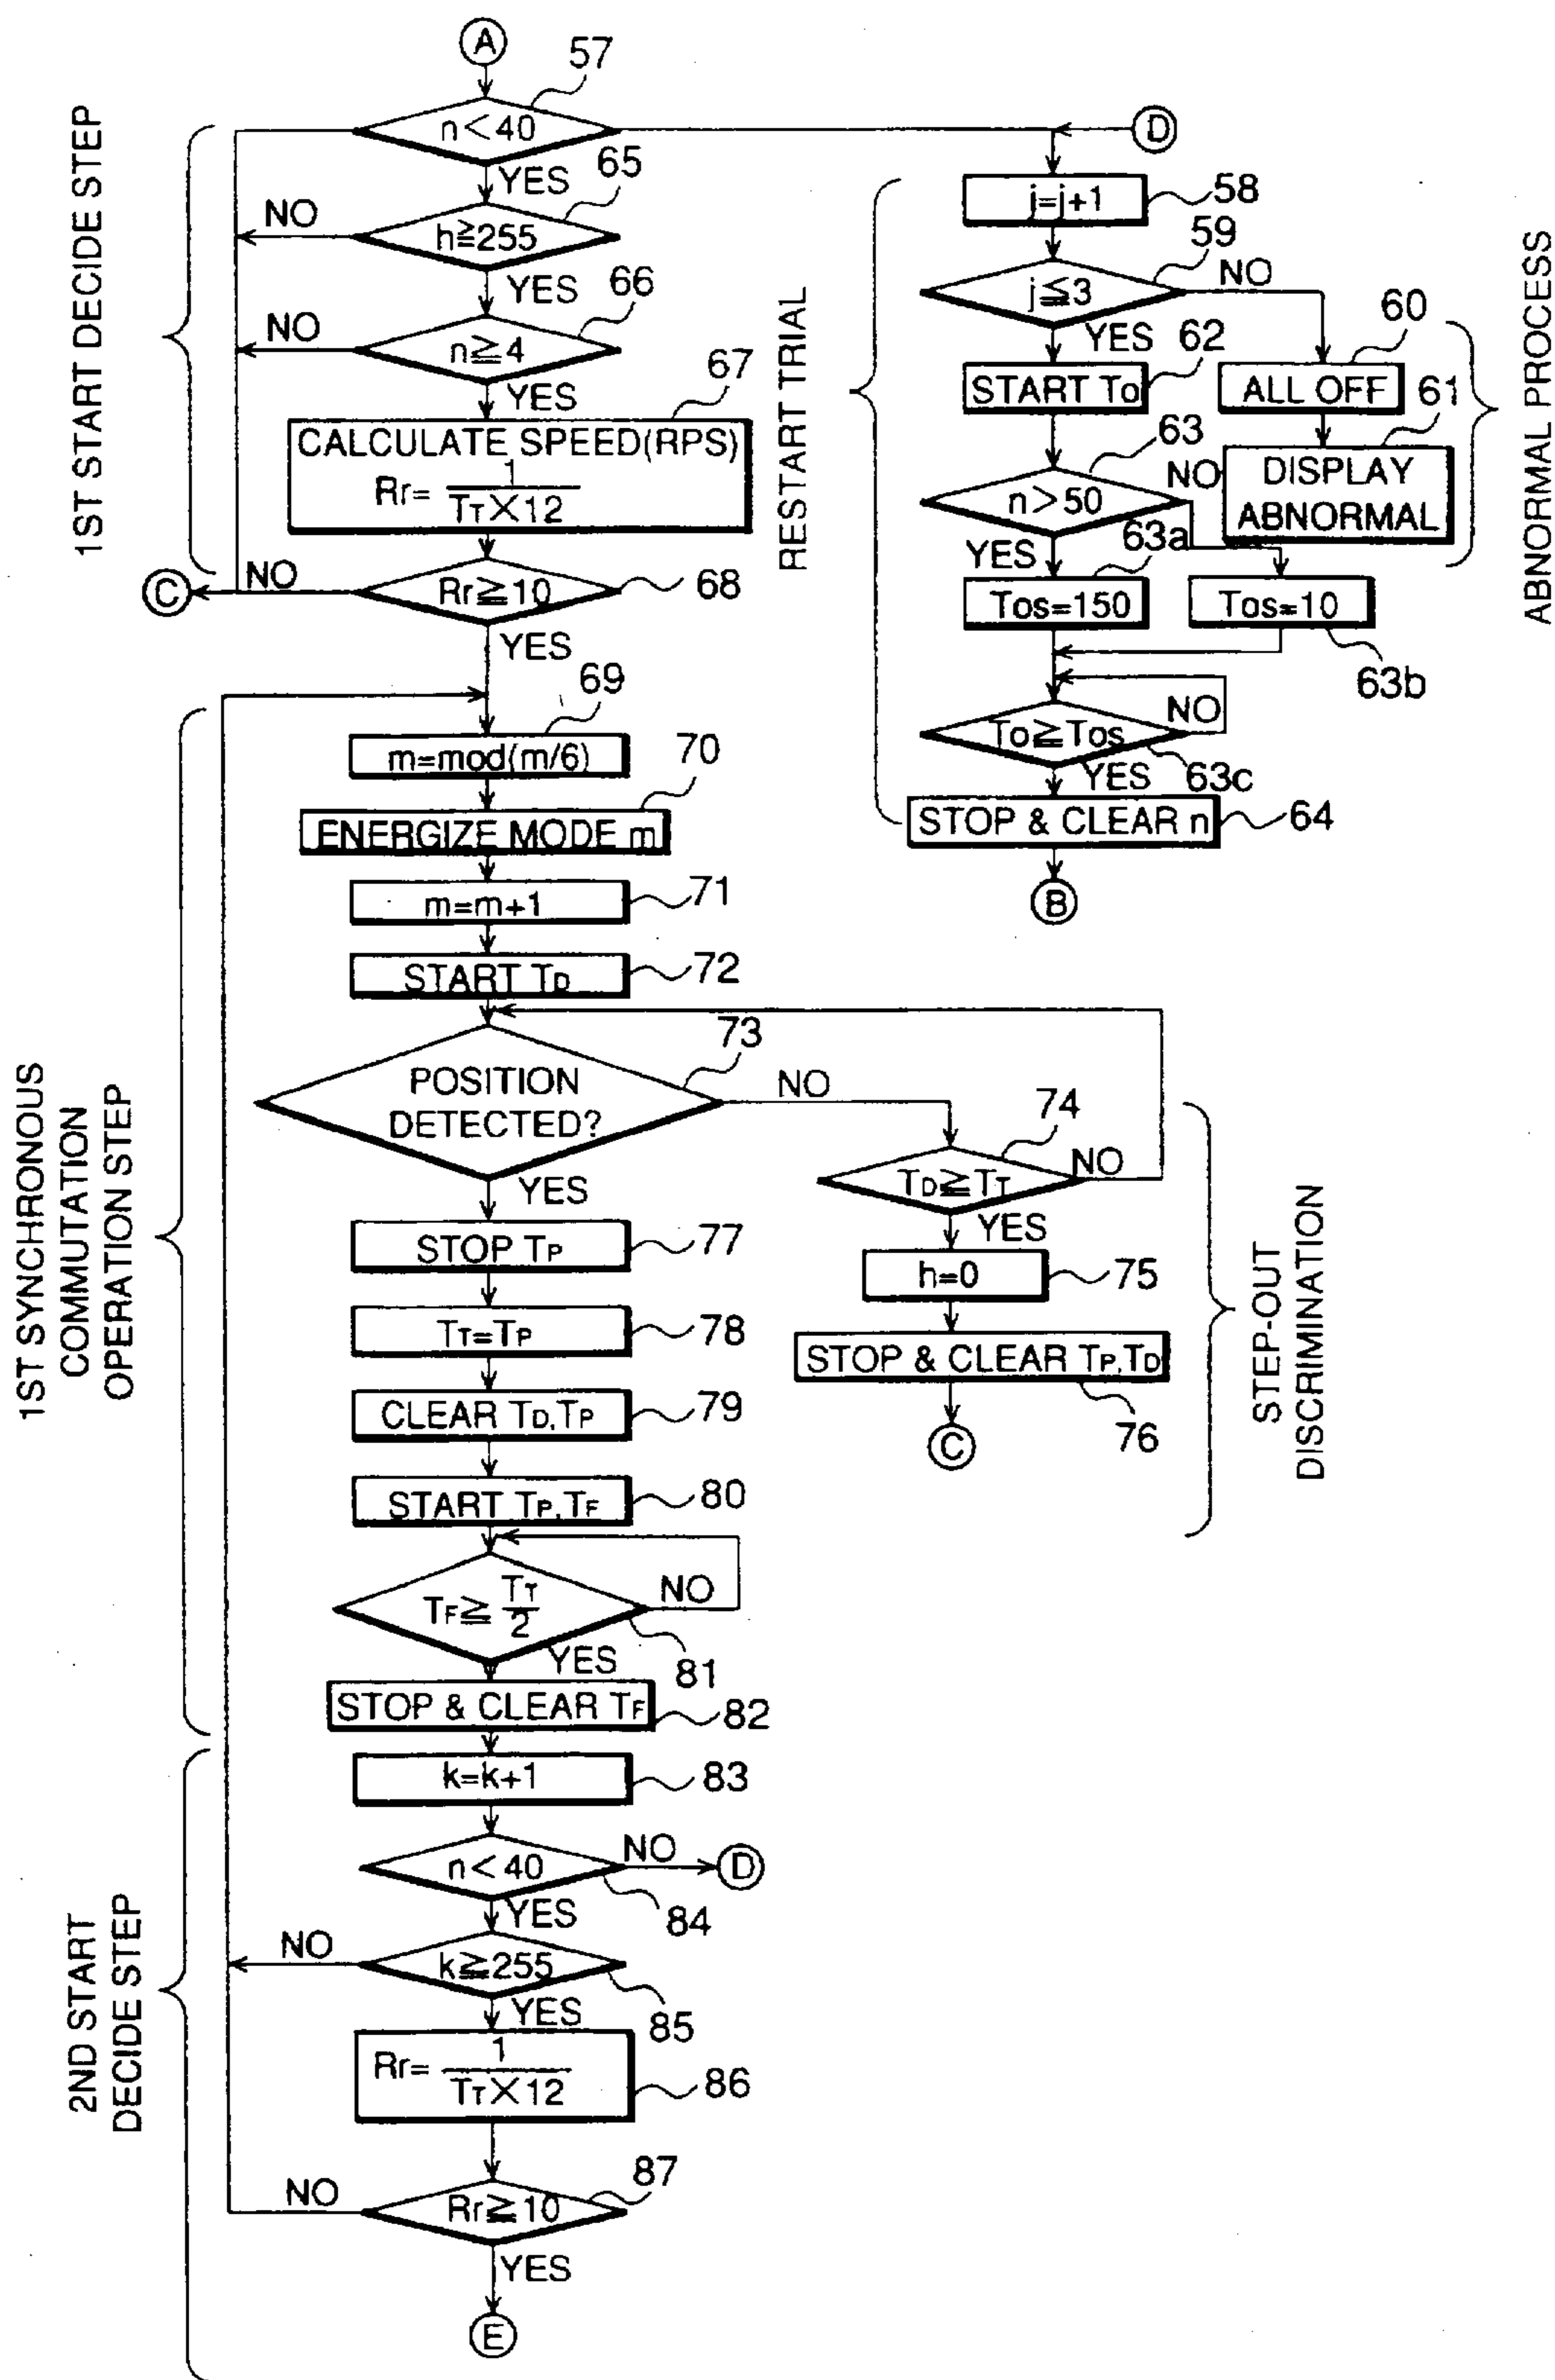 A
57
n<40
YES
65
NO
h≧255
YES
66
NO
n≧4
YES
67
CALCULATE SPEED(RPS)
Rr= 1
TT×12
C
NO
Rr≧10
68
YES
1ST START DECIDE STEP
D
j=j+1
58
59
j≦3
NO
YES
62
60
START To
ALL OFF
61
63
n>50
NO
DISPLAY
ABNORMAL
YES
63a
Tos=150
Tos=10
63b
To≧Tos
NO
YES
63c
STOP & CLEAR n
64
B
RESTART TRIAL
ABNORMAL PROCESS
69
m=mod(m/6)
70
ENERGIZE MODE m
m=m+1
71
START TD
72
73
POSITION
DETECTED?
NO
YES
74
TD≧TT
NO
YES
h=0
75
STOP & CLEAR TP,TD
76
C
STEP-OUT
DISCRIMINATION
STOP TP
77
TT=TP
78
CLEAR TD,TP
79
START TP,TF
80
TF≧ TT
2
NO
YES
81
STOP & CLEAR TF
82
1ST SYNCHRONOUS
COMMUTATION
OPERATION STEP
k=k+1
83
n<40
NO
D
YES
84
NO
k≧255
YES
85
Rr= 1
TT×12
86
87
NO
Rr≧10
YES
E
2ND START
DECIDE STEP